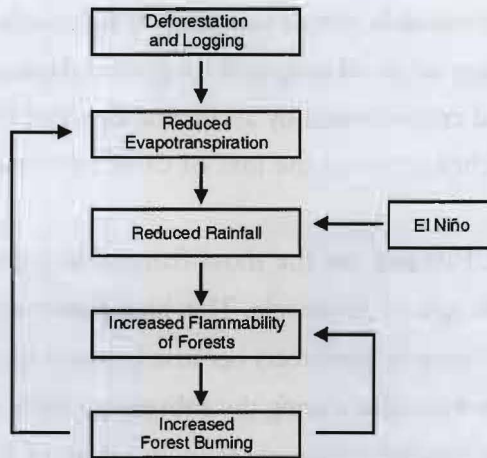 Deforestation
and Logging
Reduced
Evapotranspiration
Reduced Rainfall
El Niño
Increased Flammability
of Forests
Increased
Forest Burning